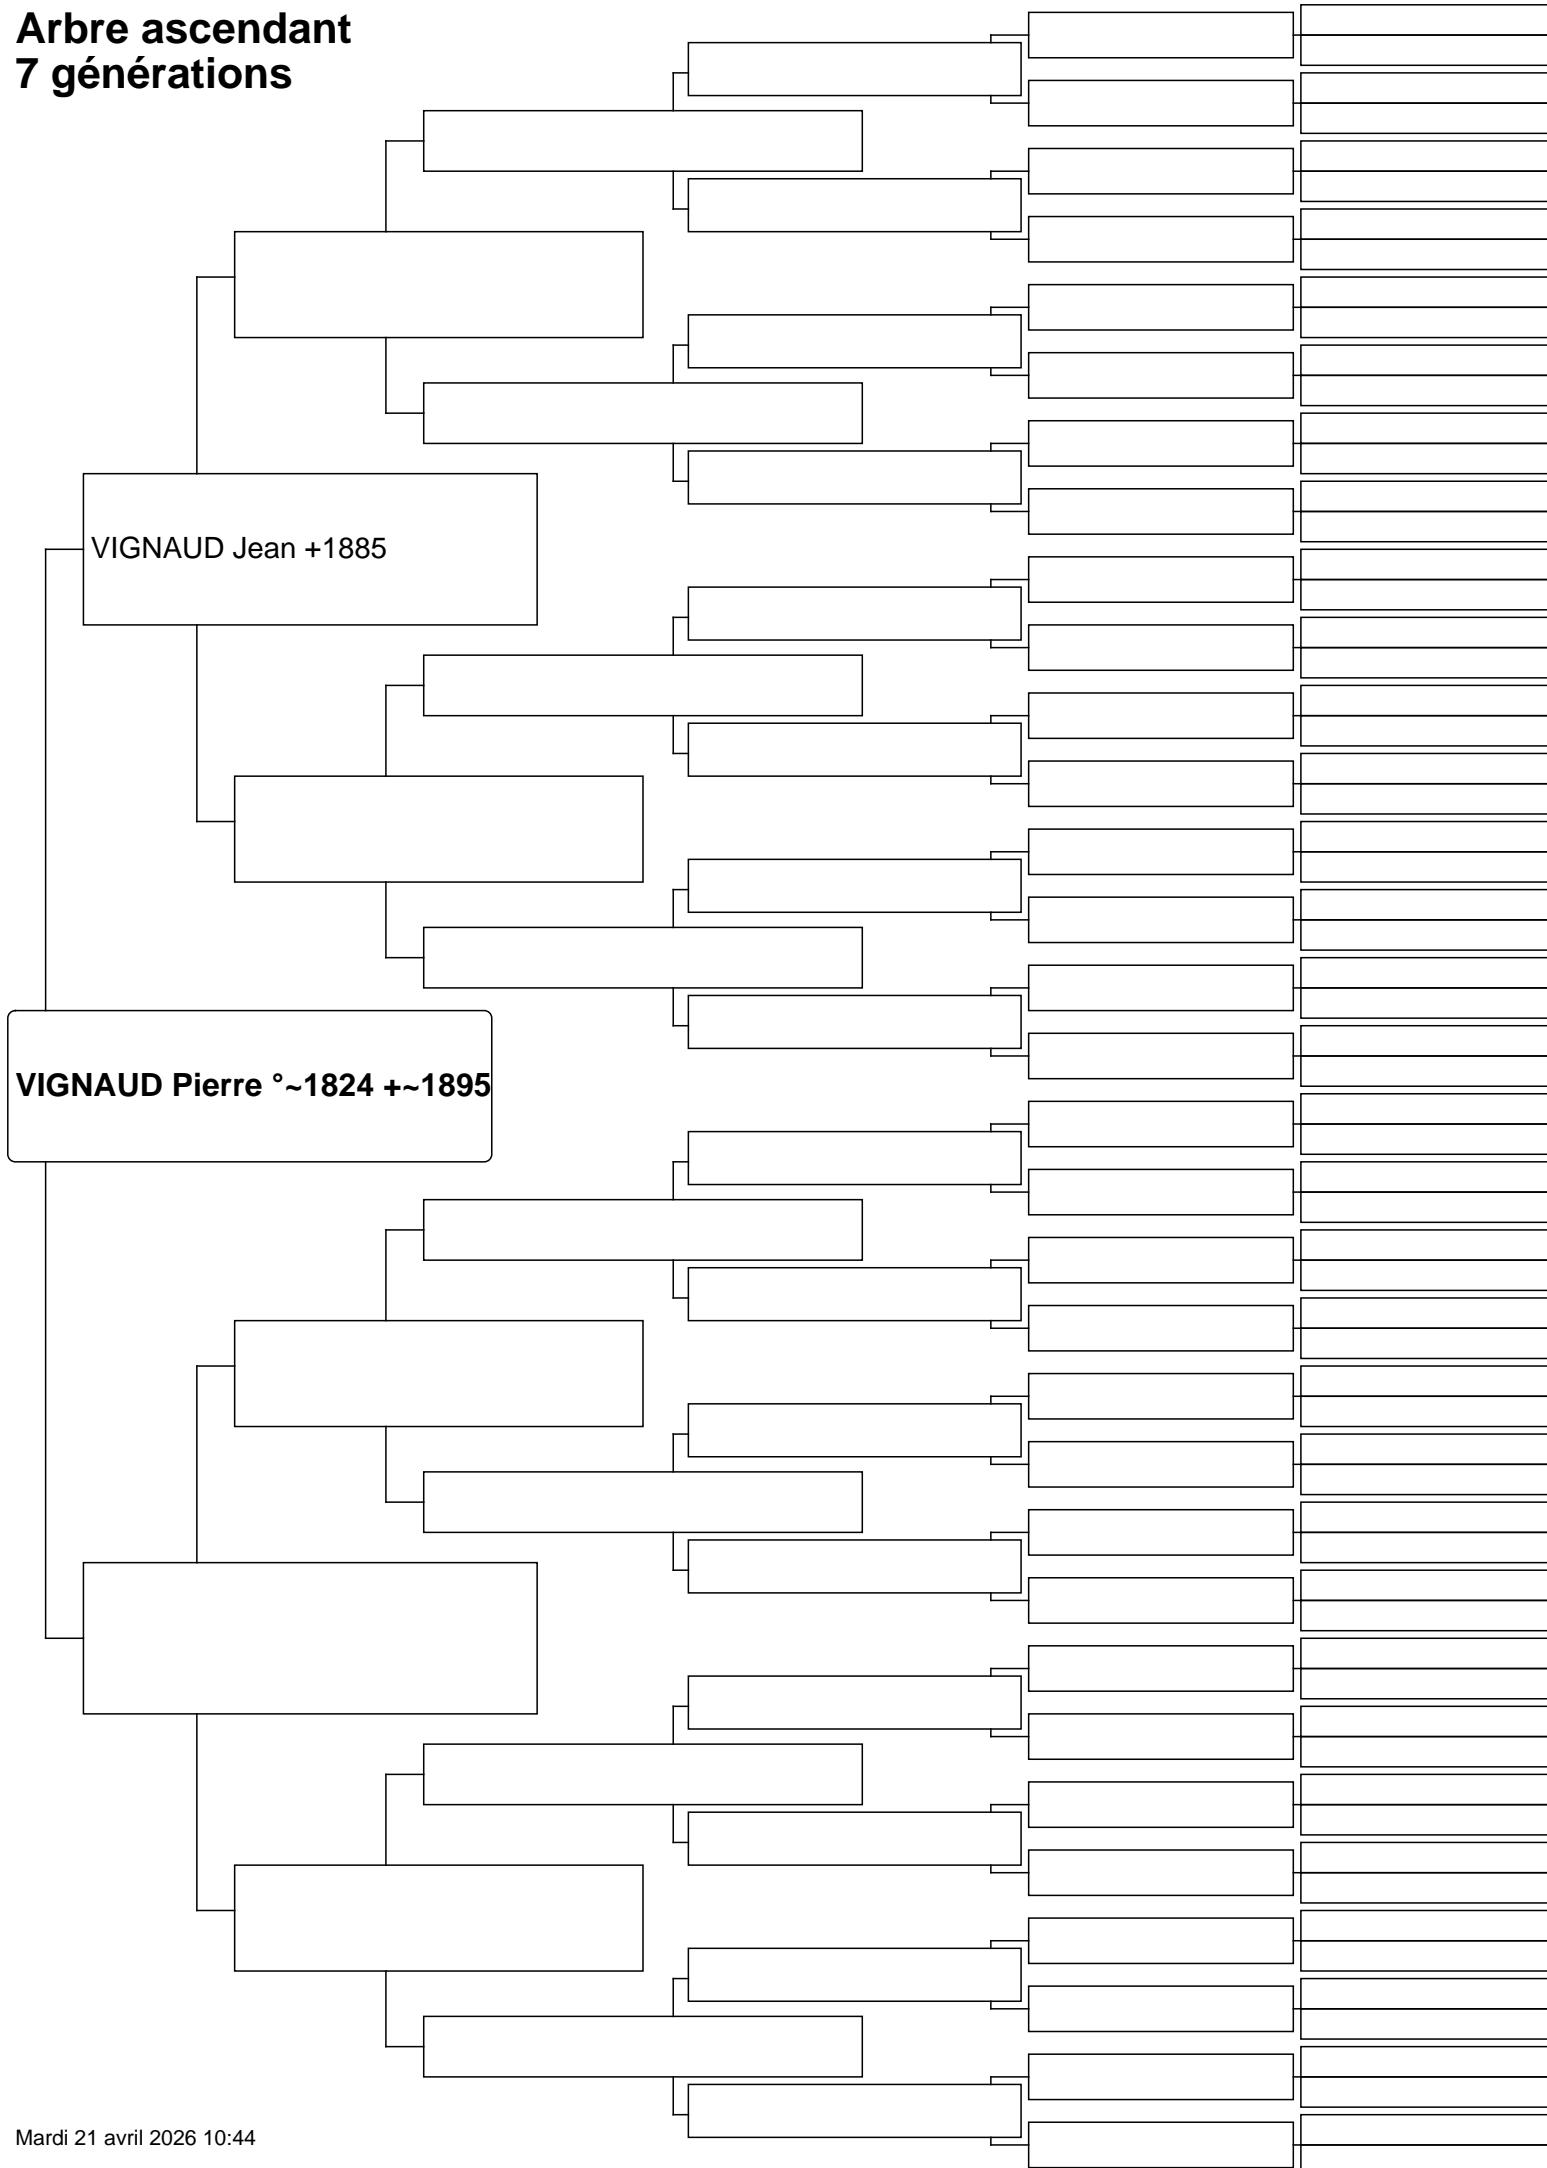 Arbre ascendant
7 générations
VIGNAUD Jean +1885
VIGNAUD Pierre °~1824 +~1895
Mardi 21 avril 2026 10:44